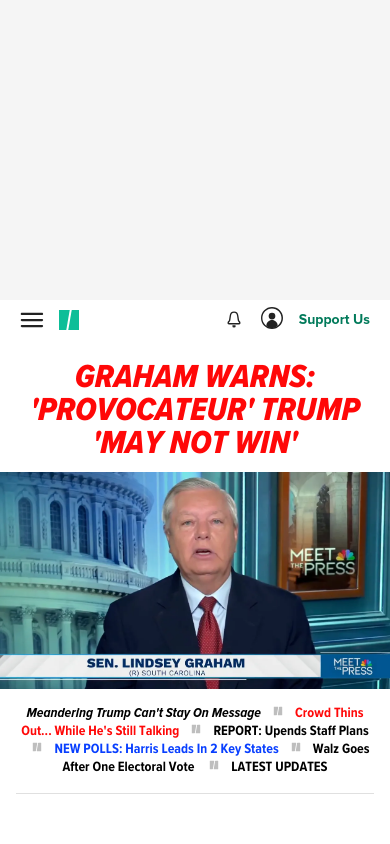 Support Us
GRAHAM WARNS:
'PROVOCATEUR' TRUMP
'MAY NOT WIN'
MEET
THE PRESS
SEN. LINDSEY GRAHAM
(R) SOUTH CAROLINA
MEET
THE PRESS
Meandering Trump Can't Stay On Message " Crowd Thins
Out... While He's Still Talking " REPORT: Upends Staff Plans
" NEW POLLS: Harris Leads In 2 Key States " Walz Goes
After One Electoral Vote " LATEST UPDATES